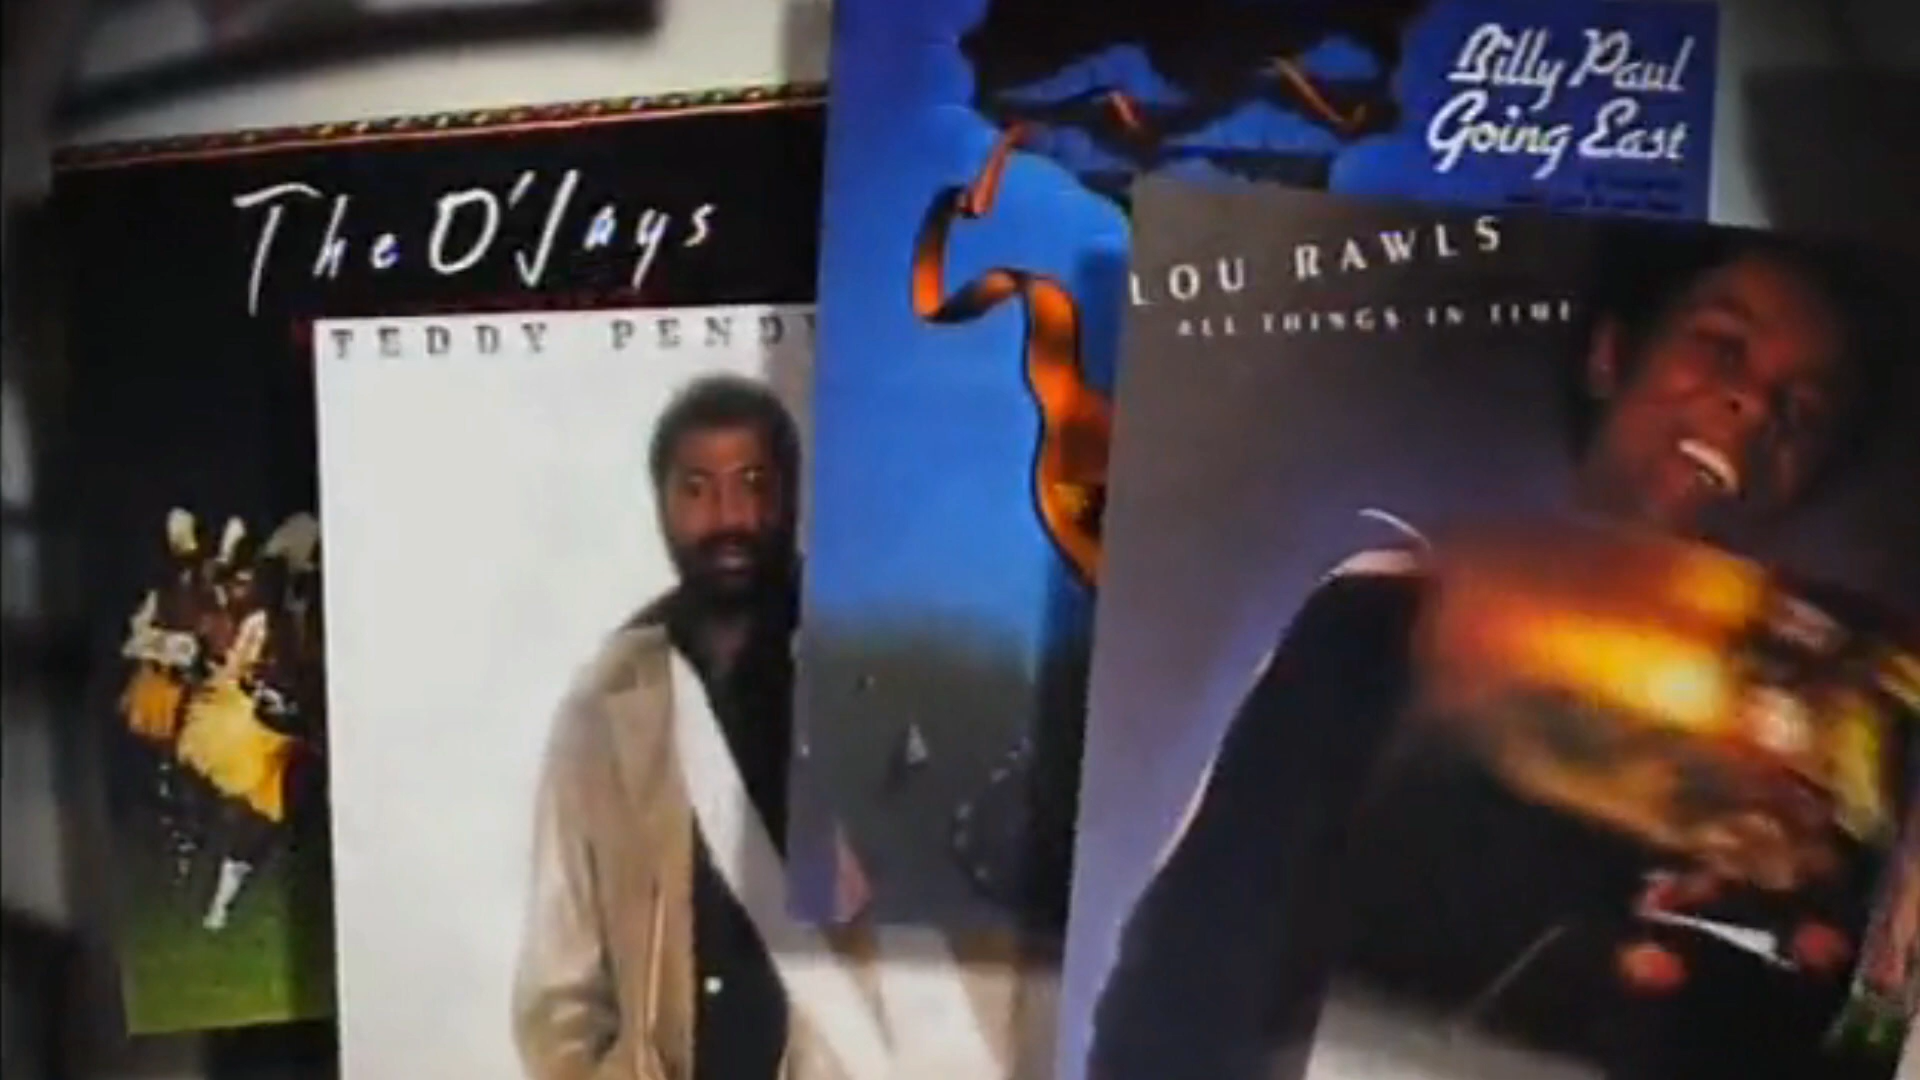 The O'Jays
TEDDY PEND
Billy Paul
Going East
LOU RAWLS
ALL THINGS IN TIME